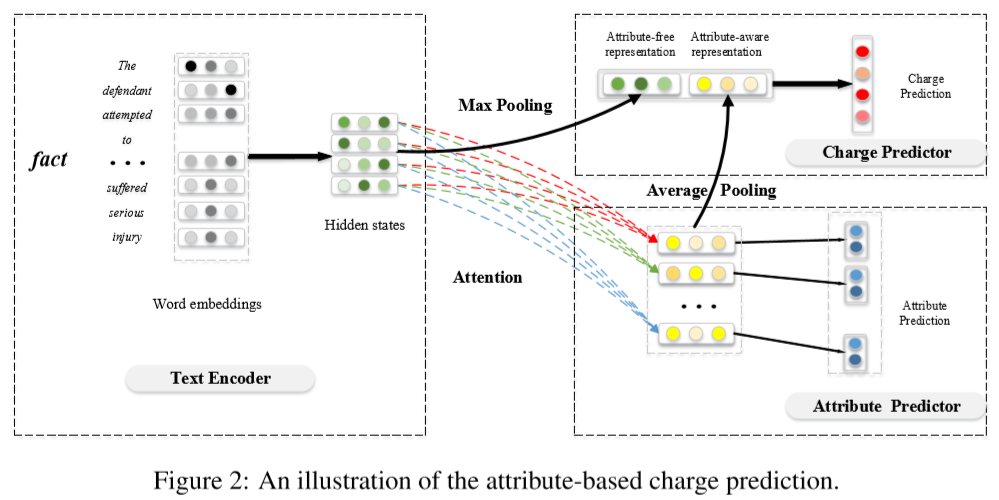 The
defendant
attempted
to
fact
• • •
suffered
serious
injury
Word embeddings
Text Encoder
Hidden states
Max Pooling
Attention
Attribute-free
representation
Attribute-aware
representation
Charge
Prediction
Charge Predictor
Average Pooling
• • •
Attribute
Prediction
Attribute Predictor
Figure 2: An illustration of the attribute-based charge prediction.